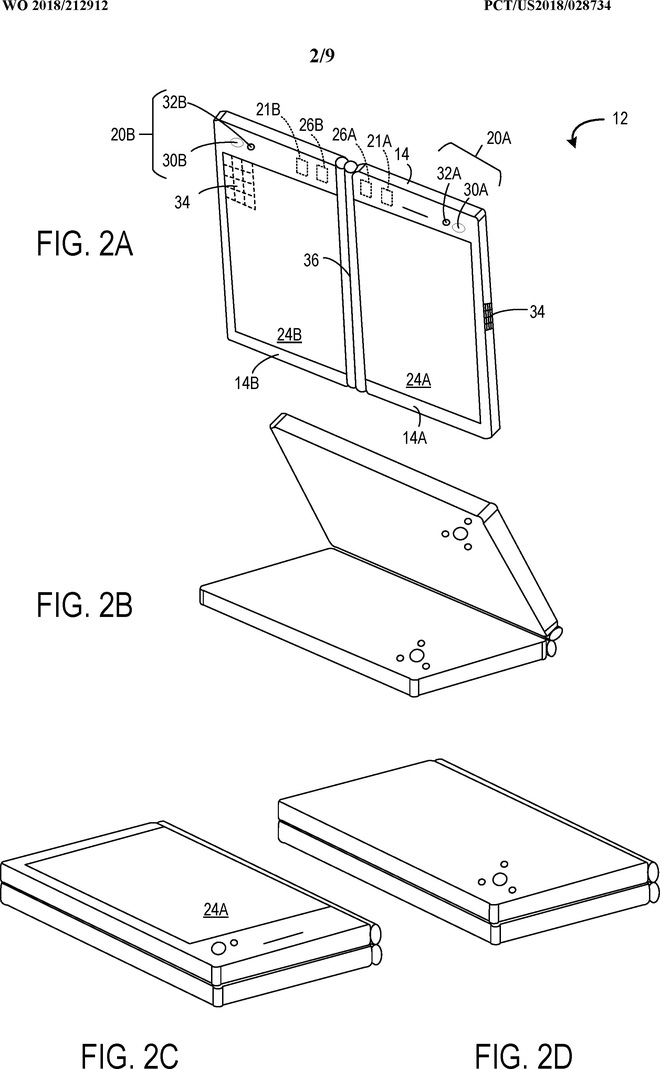 WO 2018/212912 PCT/US2018/028734
2/9
32B 21B 26B 26A 21A 14 20A 12
20B 32A
30B 30A
34
FIG. 2A
36 34
24B
24A
14B
14A
FIG. 2B
24A
FIG. 2C FIG. 2D